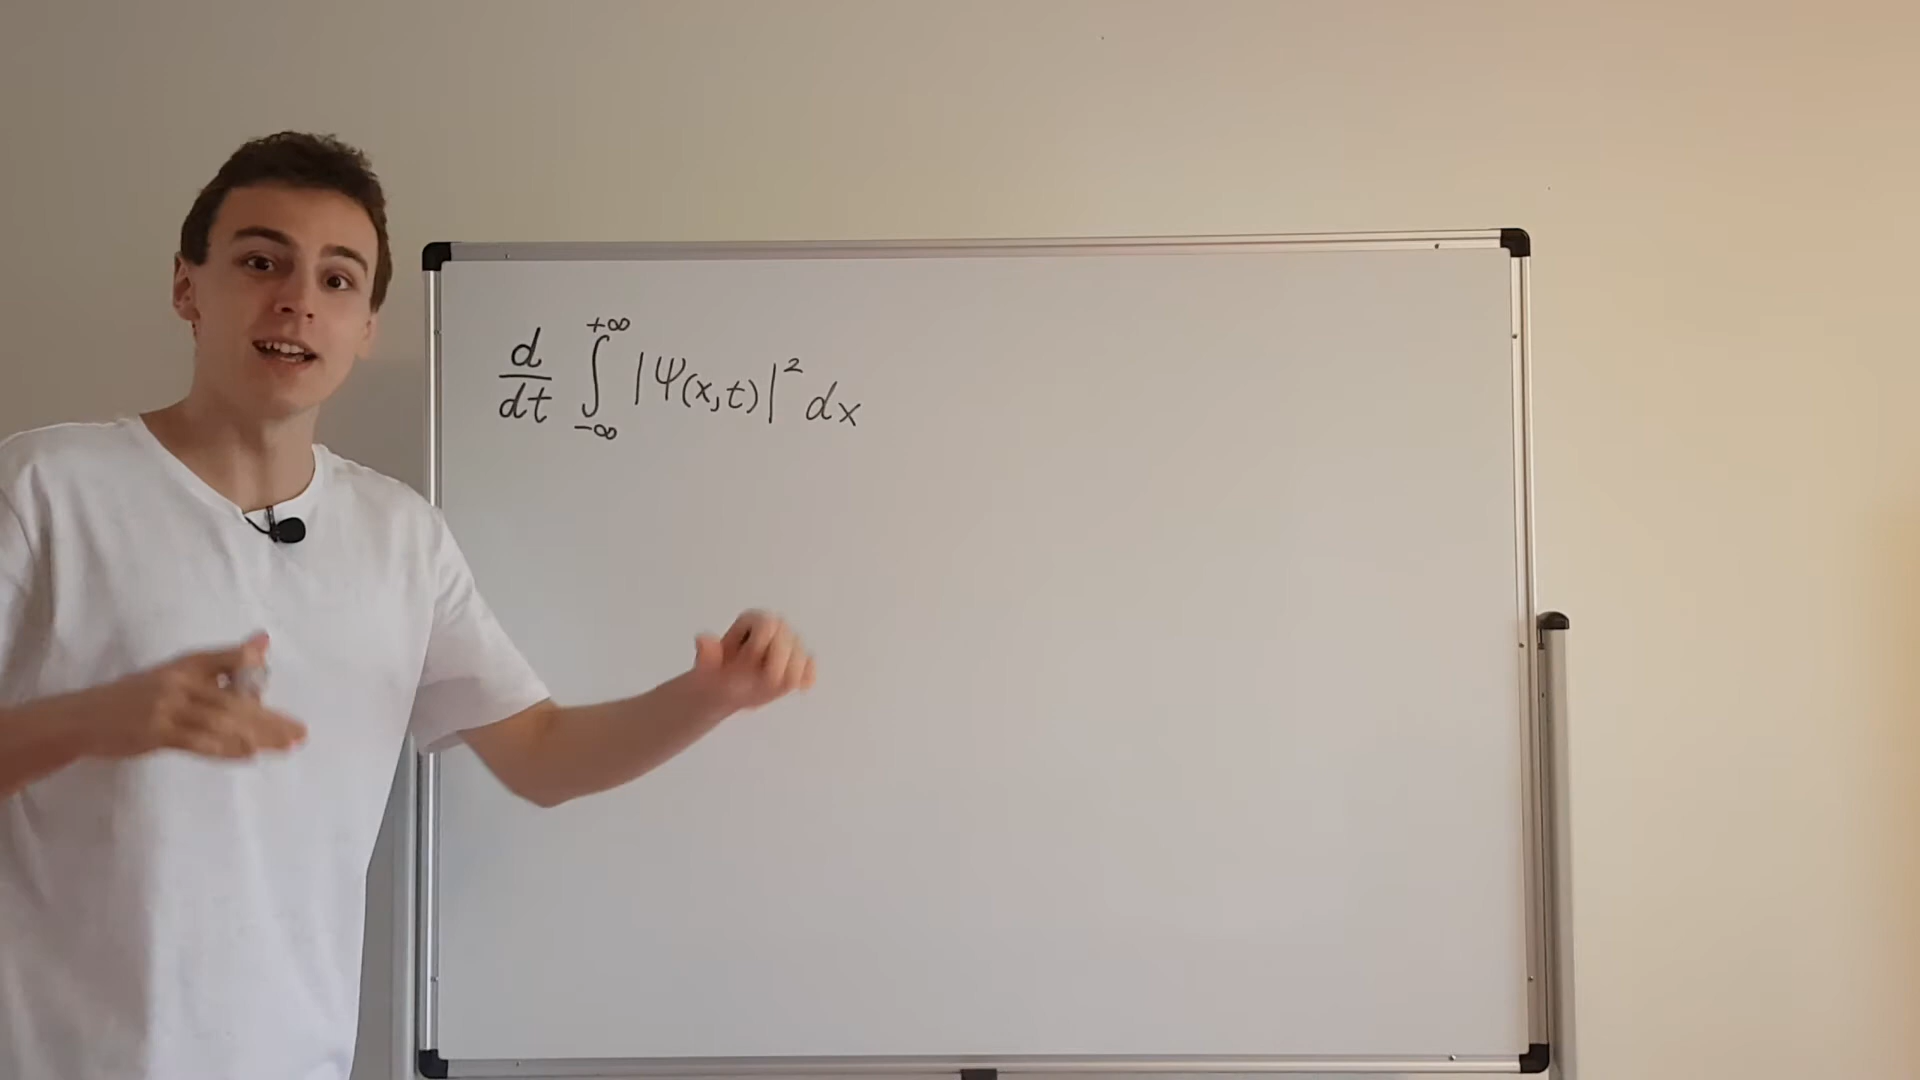 d/dt ∫_{-∞}^{+∞} |Ψ(x,t)|² dx